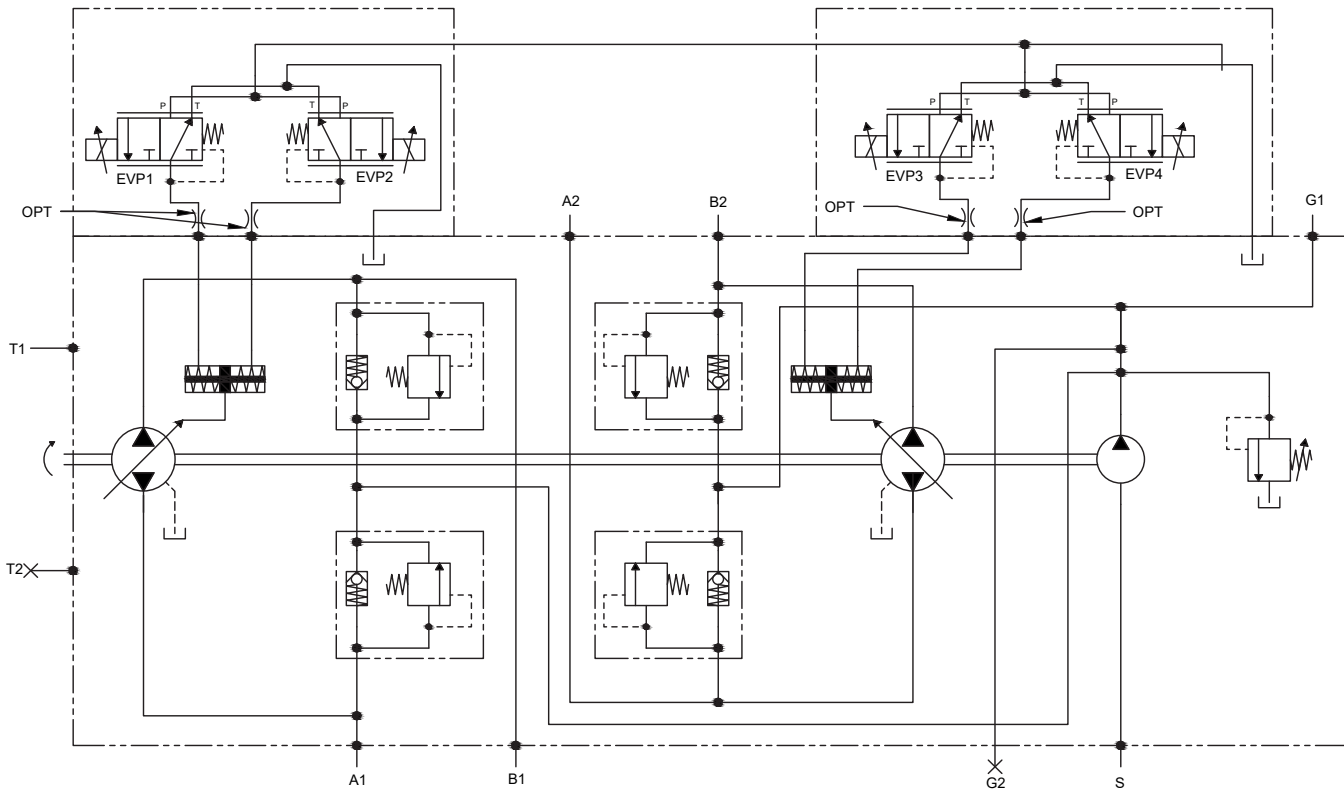 P T T P
P T T P
EVP1 EVP2
EVP3 EVP4
OPT
A2
B2
OPT
OPT
G1
T1
T2
A1
B1
G2
S